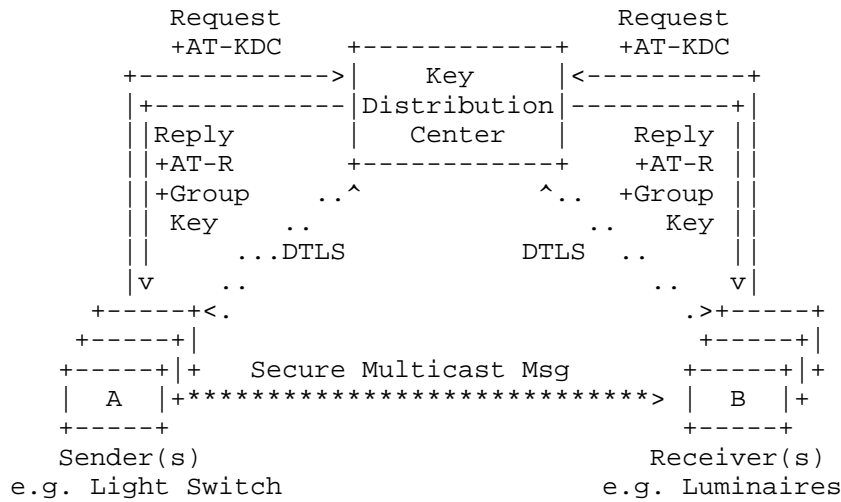 Request Request
+AT-KDC +AT-KDC
Key
Distribution
Center
Reply Reply
+AT-R +AT-R
+Group +Group
Key Key
DTLS DTLS
Secure Multicast Msg
A B
Sender(s) Receiver(s)
e.g. Light Switch e.g. Luminaires